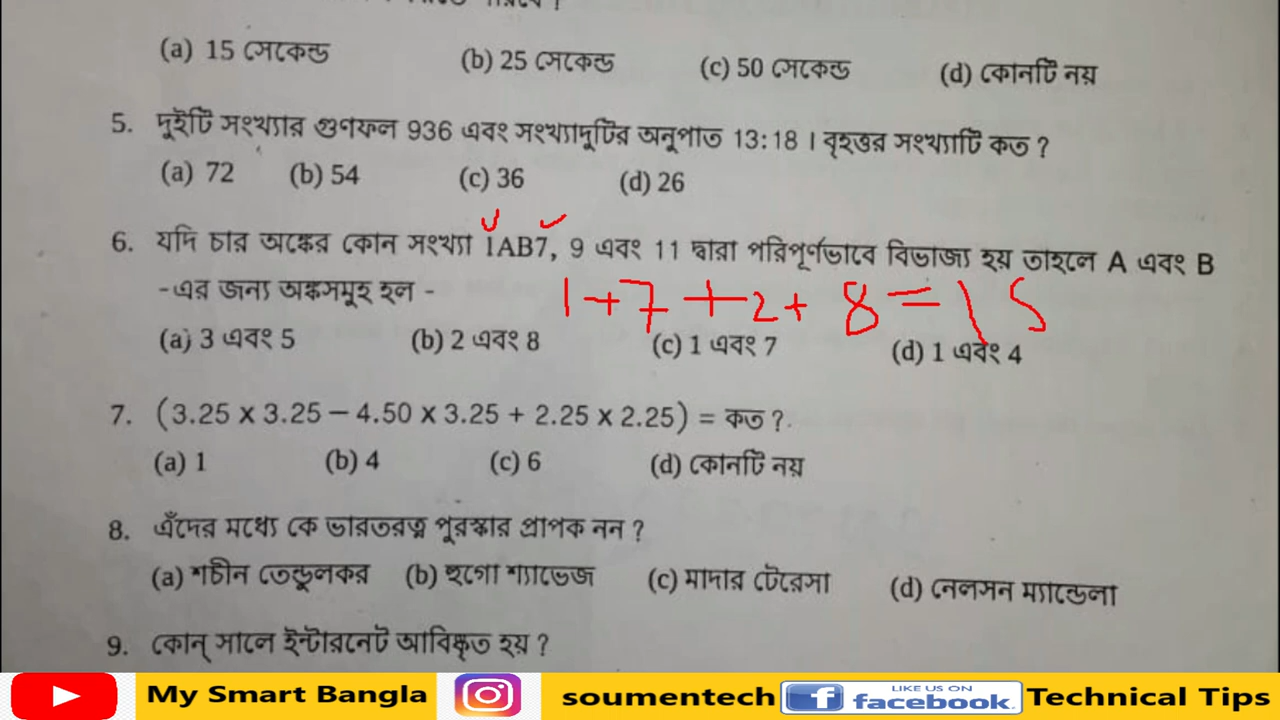 (a) 15 সেকেন্ড (b) 25 সেকেন্ড (c) 50 সেকেন্ড (d) কোনটি নয়
5. দুইটি সংখ্যার গুণফল 936 এবং সংখ্যাদুটির অনুপাত 13:18 । বৃহত্তর সংখ্যাটি কত ?
(a) 72 (b) 54 (c) 36 (d) 26
6. যদি চার অঙ্কের কোন সংখ্যা 1AB7, 9 এবং 11 দ্বারা পরিপূর্ণভাবে বিভাজ্য হয় তাহলে A এবং B
-এর জন্য অঙ্কসমূহ হল -
1+7+2+8=15
(a) 3 এবং 5 (b) 2 এবং 8 (c) 1 এবং 7 (d) 1 এবং 4
7. (3.25 x 3.25 – 4.50 x 3.25 + 2.25 x 2.25) = কত ?
(a) 1 (b) 4 (c) 6 (d) কোনটি নয়
8. এঁদের মধ্যে কে ভারতরত্ন পুরস্কার প্রাপক নন ?
(a) শচীন তেন্ডুলকর (b) হুগো শ্যাভেজ (c) মাদার টেরেসা (d) নেলসন ম্যান্ডেলা
9. কোন্ সালে ইন্টারনেট আবিষ্কৃত হয় ?
My Smart Bangla soumentech LIKE US ON facebook. Technical Tips